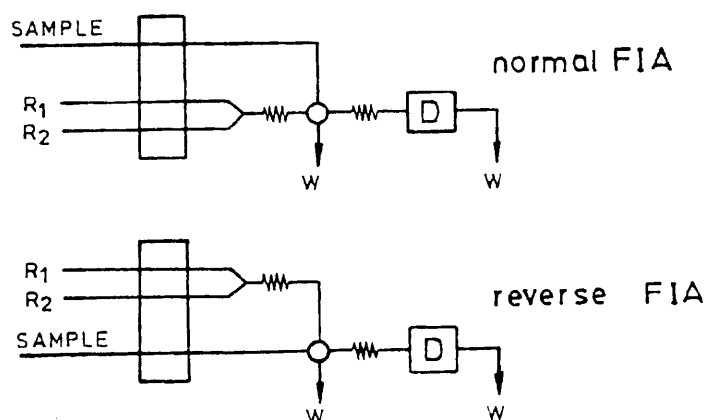 SAMPLE
normal FIA
R1
R2
D
W
W
R1
R2
reverse FIA
SAMPLE
D
W
W